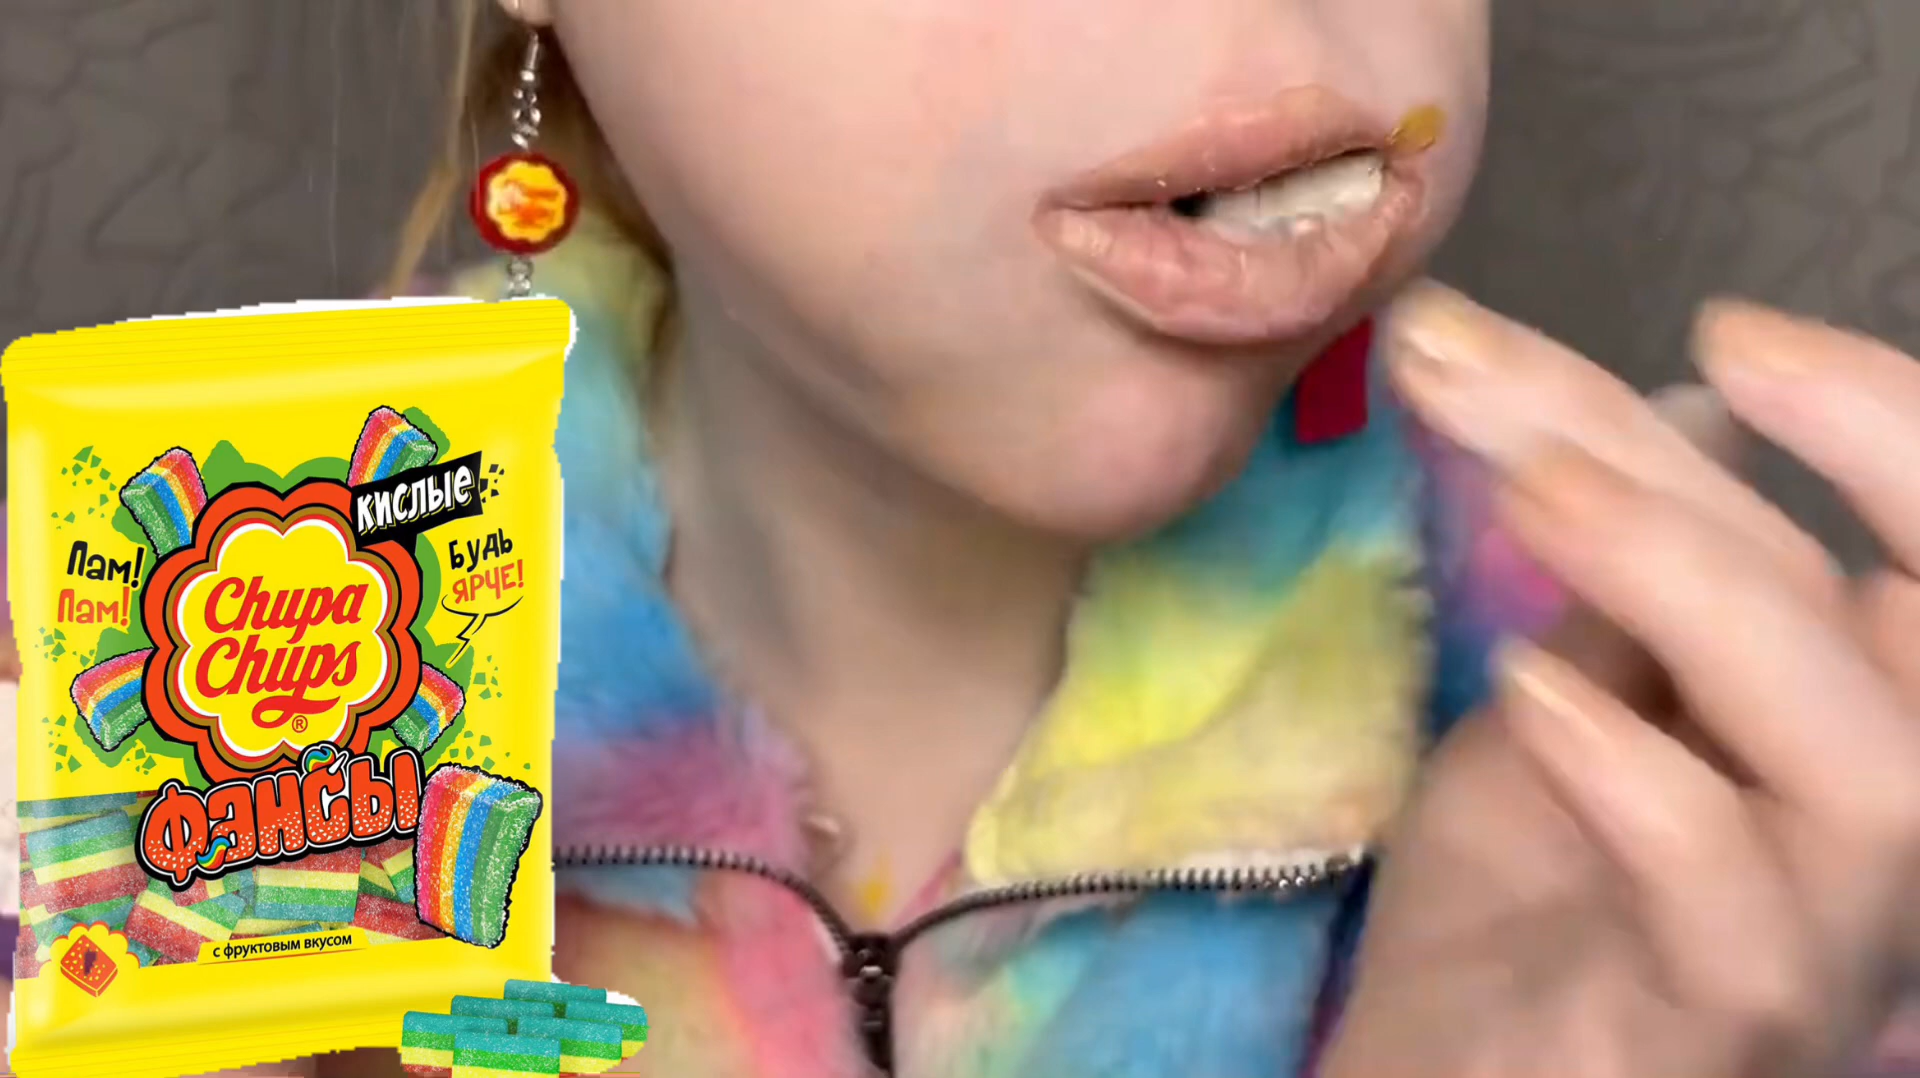 КИСЛЫЕ
Пам!
Пам!
Будь
ЯРЧЕ!
Chupa
Chups
®
Фансы
с фруктовым вкусом